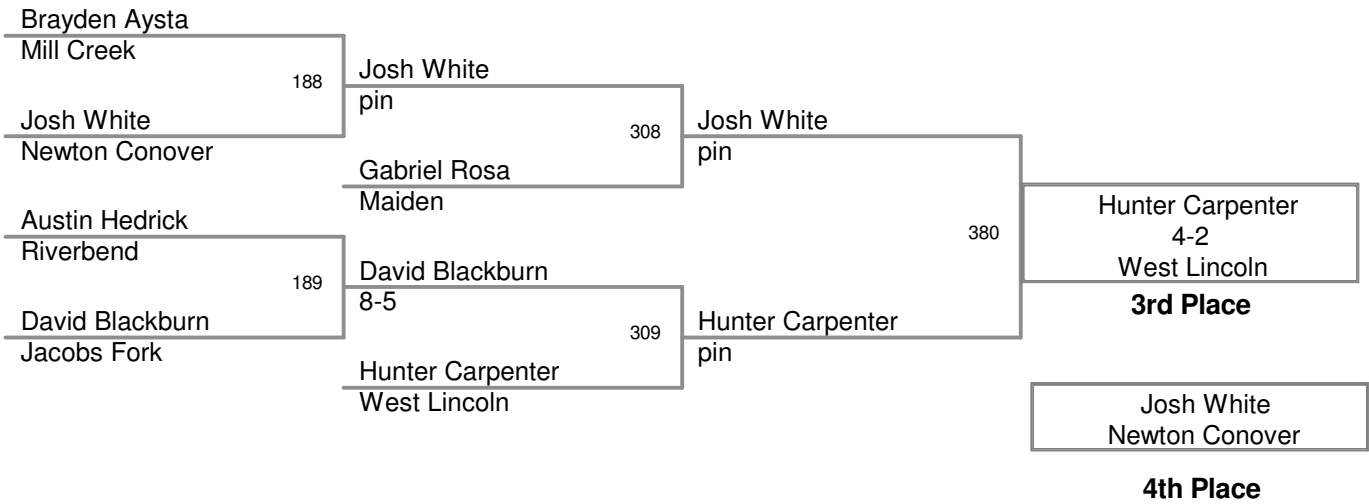 Brayden Aysta
Mill Creek
188
Josh White
Newton Conover
Austin Hedrick
Riverbend
189
David Blackburn
Jacobs Fork
Josh White
pin
308
Gabriel Rosa
Maiden
David Blackburn
8-5
309
Hunter Carpenter
West Lincoln
Josh White
pin
380
Hunter Carpenter
pin
Hunter Carpenter
4-2
West Lincoln
3rd Place
Josh White
Newton Conover
4th Place